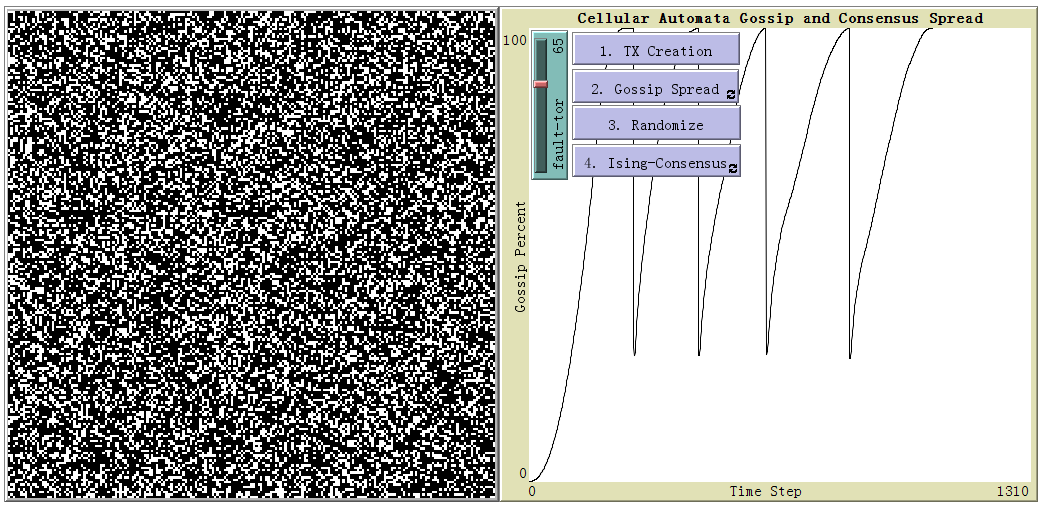 Cellular Automata Gossip and Consensus Spread
100
65
fault-tor
1. TX Creation
2. Gossip Spread
3. Randomize
4. Ising-Consensus
Gossip Percent
0
0
Time Step
1310